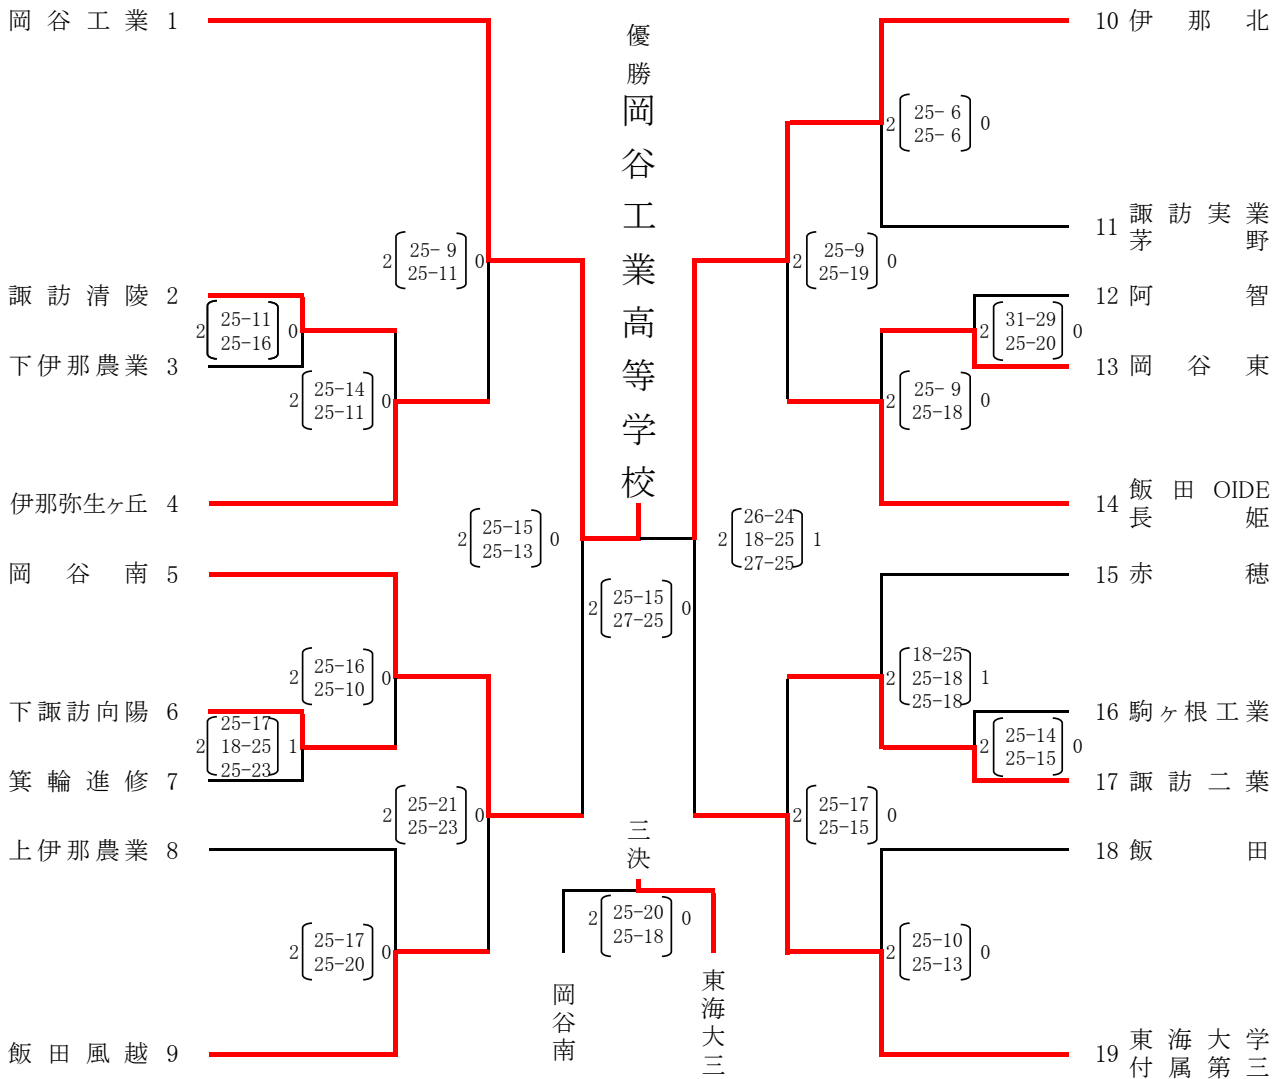 岡谷工業 1
諏訪清陵 2
下伊那農業 3
伊那弥生ヶ丘 4
岡谷南 5
下諏訪向陽 6
箕輪進修 7
上伊那農業 8
飯田風越 9
2 25-11 0
25-16
2 25-14 0
25-11
2 25- 9 0
25-11
2 25-16 0
25-10
2 25-17 1
18-25
25-23
2 25-21 0
25-23
2 25-17 0
25-20
2 25-15 0
25-13
優勝
岡谷工業高等学校
2 25-15 0
27-25
三決
2 25-20 0
25-18
岡谷南
東海大三
2 26-24 1
18-25
27-25
2 25- 6 0
25- 6
2 25-9 0
25-19
2 31-29 0
25-20
2 25- 9 0
25-18
2 18-25 1
25-18
25-18
2 25-14 0
25-15
2 25-17 0
25-15
2 25-10 0
25-13
10 伊那北
11 諏訪実業
茅野
12 阿智
13 岡谷東
14 飯田 OIDE
長姫
15 赤穂
16 駒ヶ根工業
17 諏訪二葉
18 飯田
19 東海大学
付属第三